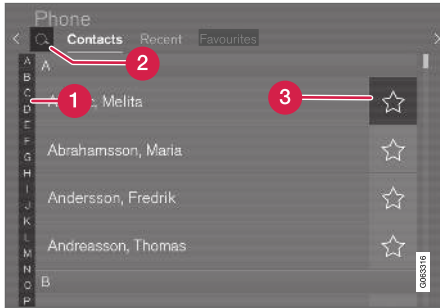 Phone
Contacts Recent Favourites
2
A
B
C
D
E
F
G
H
I
J
K
L
M
N
O
P
A
1
Melita
3
Abrahamsson, Maria
Andersson, Fredrik
Andreasson, Thomas
B
G063316